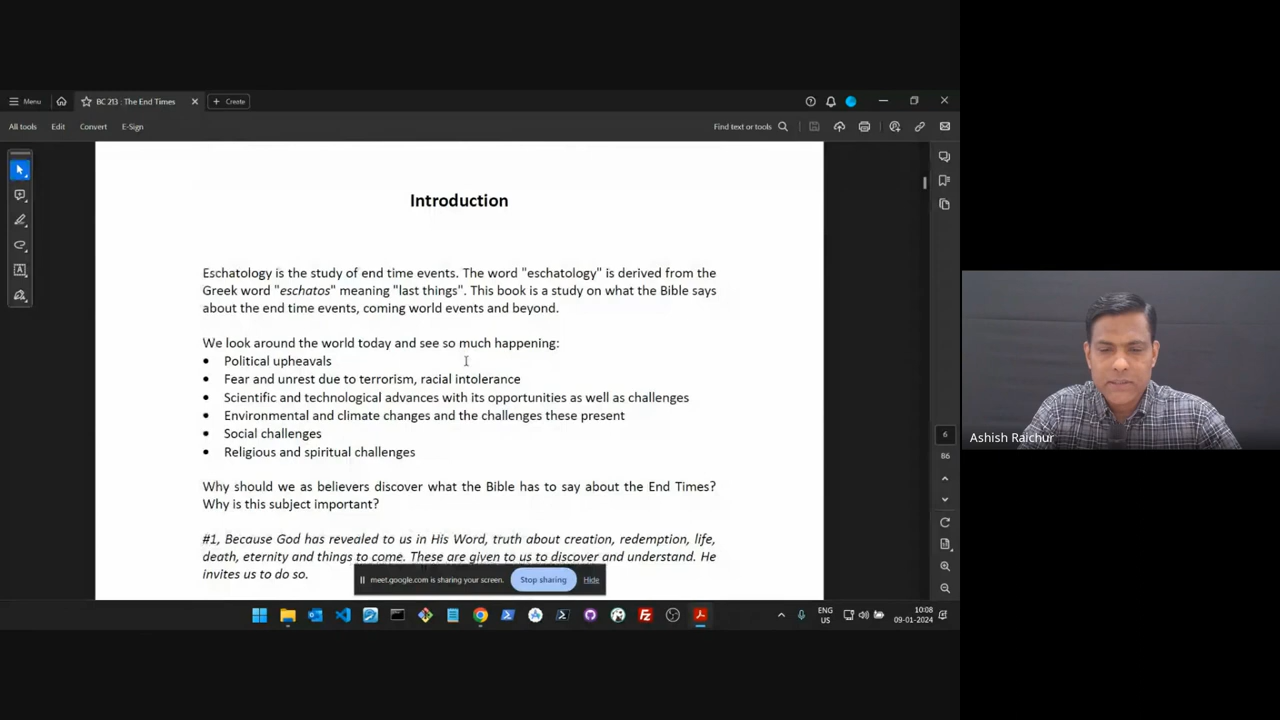 Menu
BC 213 : The End Times
Create
All tools
Edit
Convert
E-Sign
Find text or tools
Introduction
Eschatology is the study of end time events. The word "eschatology" is derived from the
Greek word "eschatos" meaning "last things". This book is a study on what the Bible says
about the end time events, coming world events and beyond.
We look around the world today and see so much happening:
• Political upheavals
• Fear and unrest due to terrorism, racial intolerance
• Scientific and technological advances with its opportunities as well as challenges
• Environmental and climate changes and the challenges these present
• Social challenges
• Religious and spiritual challenges
Why should we as believers discover what the Bible has to say about the End Times?
Why is this subject important?
#1, Because God has revealed to us in His Word, truth about creation, redemption, life,
death, eternity and things to come. These are given to us to discover and understand. He
invites us to do so.
meet.google.com is sharing your screen.
Stop sharing
Hide
6
86
Ashish Raichur
ENG
US
10:08
09-01-2024